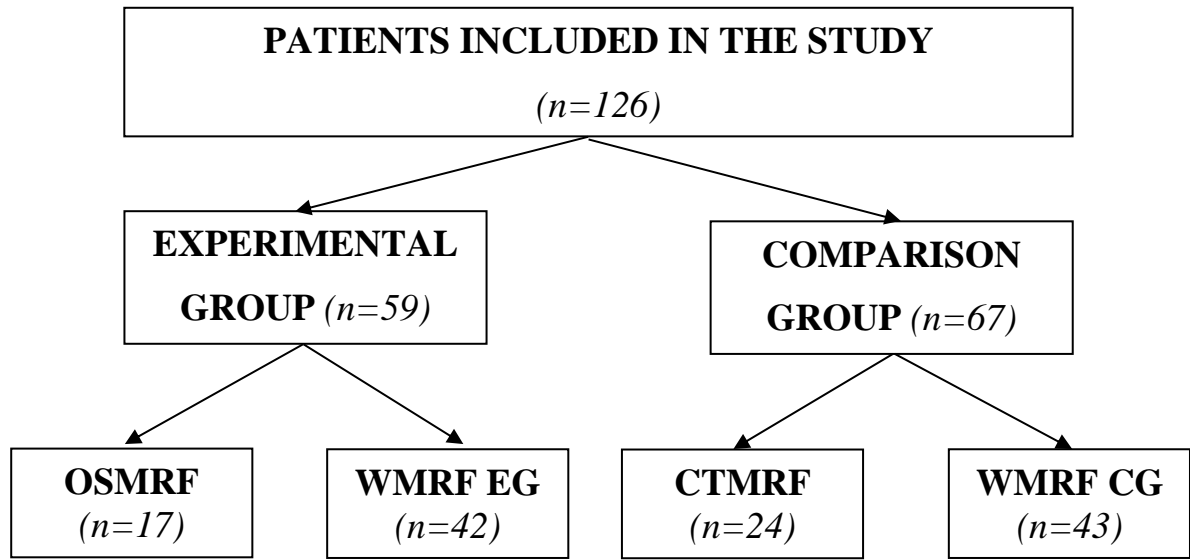 PATIENTS INCLUDED IN THE STUDY
(n=126)
EXPERIMENTAL
GROUP (n=59)
COMPARISON
GROUP (n=67)
OSMRF
(n=17)
WMRF EG
(n=42)
CTMRF
(n=24)
WMRF CG
(n=43)